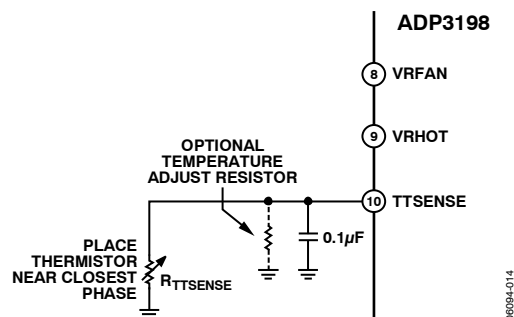 ADP3198
8 VRFAN
9 VRHOT
OPTIONAL
TEMPERATURE
ADJUST RESISTOR
10 TTSENSE
0.1µF
PLACE
THERMISTOR
NEAR CLOSEST
PHASE
RTTSENSE
06094-014